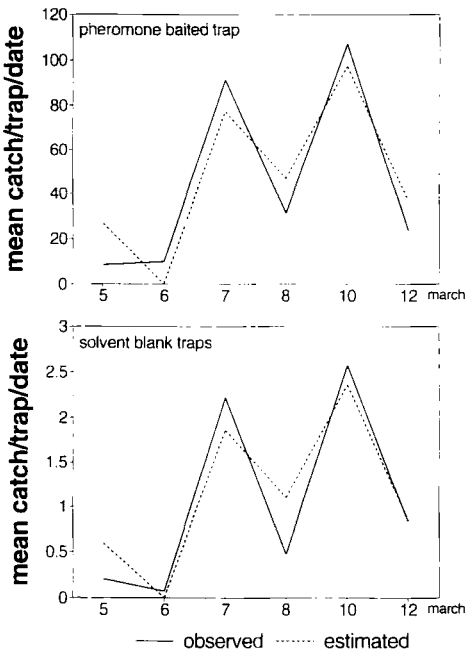 pheromone baited trap
mean catch/trap/date
120
100
80
60
40
20
0
5 6 7 8 10 12 march
solvent blank traps
mean catch/trap/date
3
2.5
2
1.5
1
0.5
0
5 6 7 8 10 12 march
observed estimated